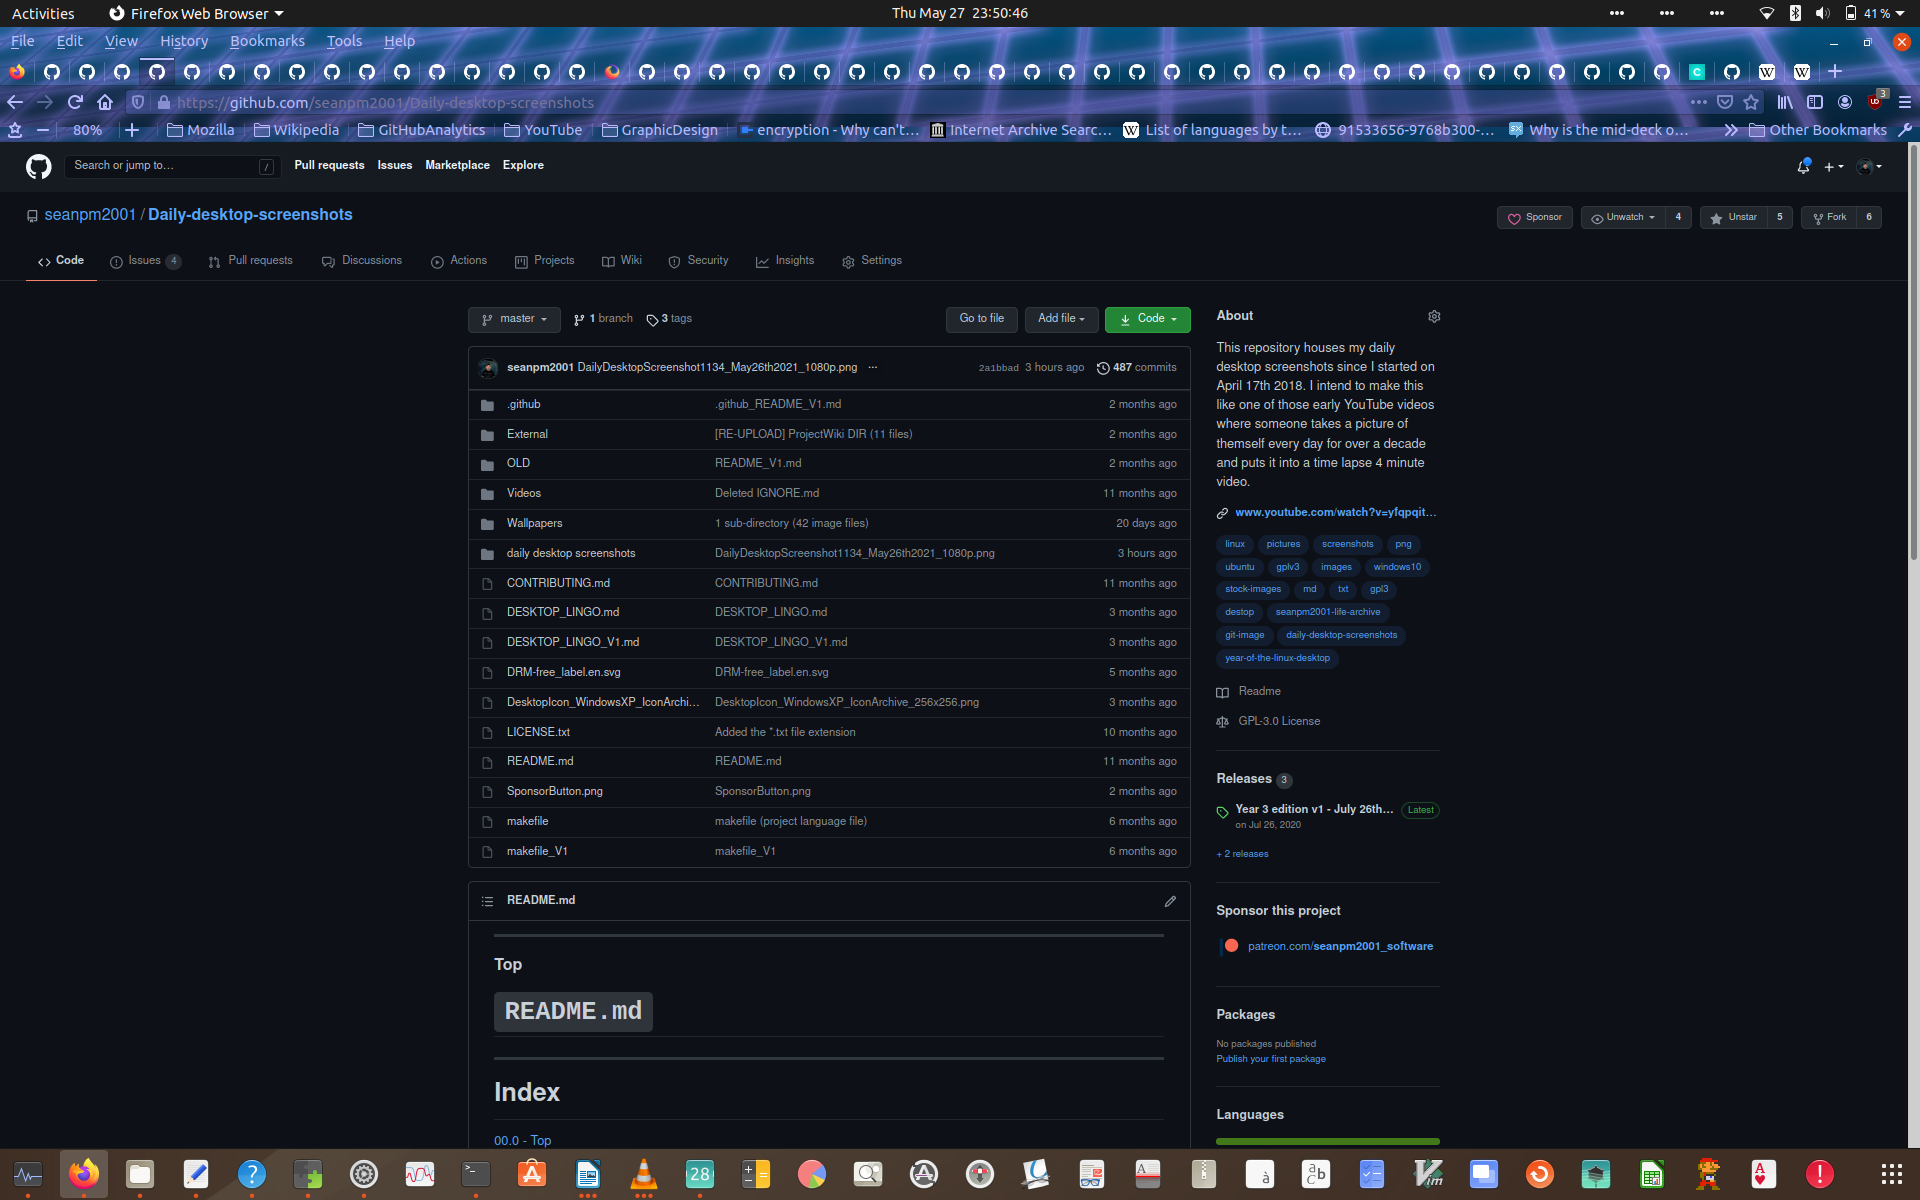 Activities Firefox Web Browser Thu May 27 23:50:46 41 %
File Edit View History Bookmarks Tools Help
https://github.com/seanpm2001/Daily-desktop-screenshots 3
80% Mozilla Wikipedia GitHubAnalytics YouTube GraphicDesign encryption - Why can't… Internet Archive Searc… List of languages by t… 91533656-9768b300-… Why is the mid-deck o… Other Bookmarks
Search or jump to… / Pull requests Issues Marketplace Explore
seanpm2001 / Daily-desktop-screenshots Sponsor Unwatch 4 Unstar 5 Fork 6
Code Issues 4 Pull requests Discussions Actions Projects Wiki Security Insights Settings
master 1 branch 3 tags Go to file Add file Code
seanpm2001 DailyDesktopScreenshot1134_May26th2021_1080p.png ... 2a1bbad 3 hours ago 487 commits
.github .github_README_V1.md 2 months ago
External [RE-UPLOAD] ProjectWiki DIR (11 files) 2 months ago
OLD README_V1.md 2 months ago
Videos Deleted IGNORE.md 11 months ago
Wallpapers 1 sub-directory (42 image files) 20 days ago
daily desktop screenshots DailyDesktopScreenshot1134_May26th2021_1080p.png 3 hours ago
CONTRIBUTING.md CONTRIBUTING.md 11 months ago
DESKTOP_LINGO.md DESKTOP_LINGO.md 3 months ago
DESKTOP_LINGO_V1.md DESKTOP_LINGO_V1.md 3 months ago
DRM-free_label.en.svg DRM-free_label.en.svg 5 months ago
DesktopIcon_WindowsXP_IconArchi… DesktopIcon_WindowsXP_IconArchive_256x256.png 3 months ago
LICENSE.txt Added the *.txt file extension 10 months ago
README.md README.md 11 months ago
SponsorButton.png SponsorButton.png 2 months ago
makefile makefile (project language file) 6 months ago
makefile_V1 makefile_V1 6 months ago
README.md
Top
README.md
Index
00.0 - Top
About
This repository houses my daily
desktop screenshots since I started on
April 17th 2018. I intend to make this
like one of those early YouTube videos
where someone takes a picture of
themself every day for over a decade
and puts it into a time lapse 4 minute
video.
www.youtube.com/watch?v=yfqpqit…
linux pictures screenshots png
ubuntu gplv3 images windows10
stock-images md txt gpl3
destop seanpm2001-life-archive
git-image daily-desktop-screenshots
year-of-the-linux-desktop
Readme
GPL-3.0 License
Releases 3
Year 3 edition v1 - July 26th… Latest
on Jul 26, 2020
+ 2 releases
Sponsor this project
patreon.com/seanpm2001_software
Packages
No packages published
Publish your first package
Languages
28